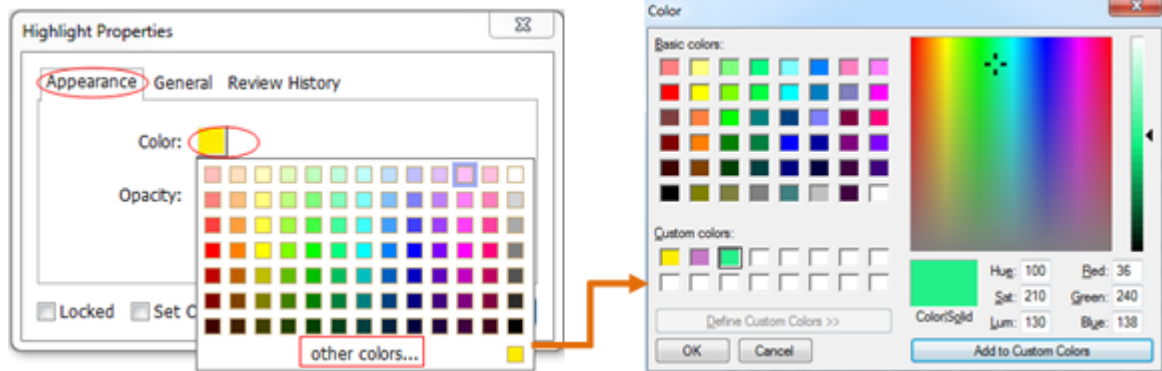 Highlight Properties
Appearance General Review History
Color:
Opacity:
Locked Set O
other colors...
Color
Basic colors:
Custom colors:
Define Custom Colors >>
OK Cancel
Color|Solid
Hue: 100 Red: 36
Sat: 210 Green: 240
Lum: 130 Blue: 138
Add to Custom Colors